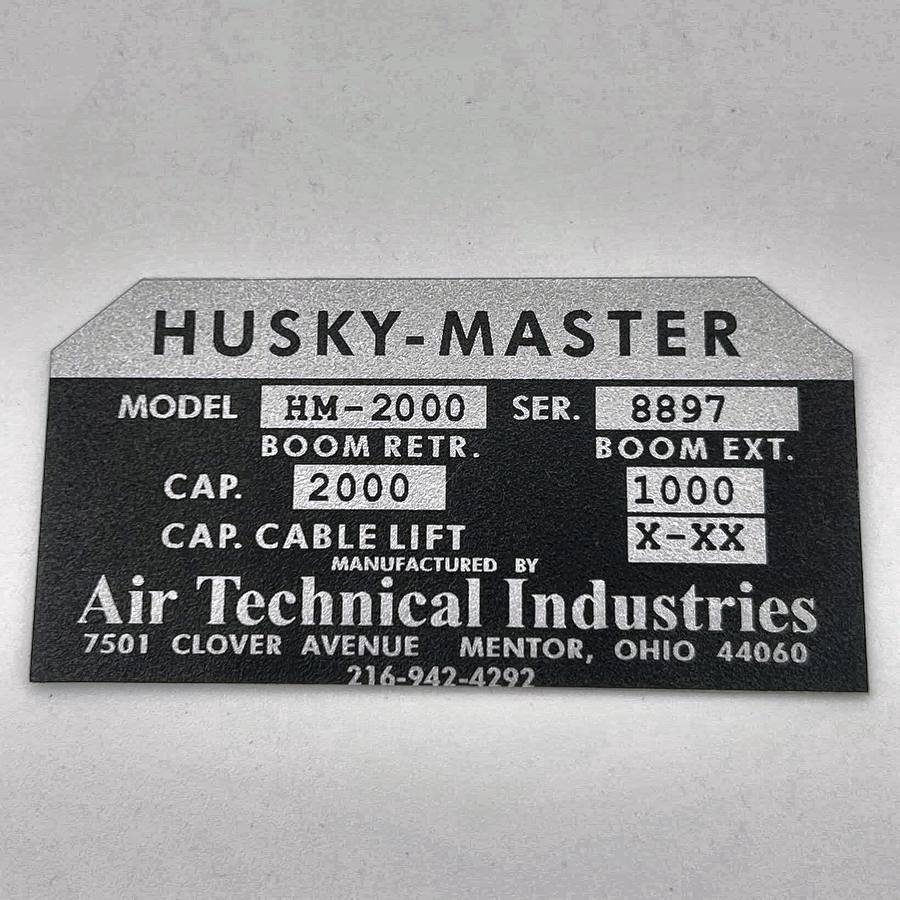 HUSKY-MASTER
MODEL HM-2000 SER. 8897
BOOM RETR. BOOM EXT.
CAP. 2000 1000
CAP. CABLE LIFT X-XX
MANUFACTURED BY
Air Technical Industries
7501 CLOVER AVENUE MENTOR, OHIO 44060
216-942-4292